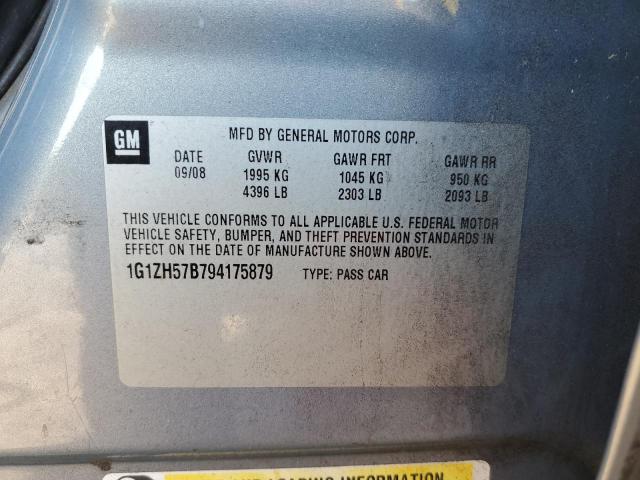 GM
MFD BY GENERAL MOTORS CORP.
DATE GVWR GAWR FRT GAWR RR
09/08 1995 KG 1045 KG 950 KG
4396 LB 2303 LB 2093 LB
THIS VEHICLE CONFORMS TO ALL APPLICABLE U.S. FEDERAL MOTOR
VEHICLE SAFETY, BUMPER, AND THEFT PREVENTION STANDARDS IN
EFFECT ON THE DATE OF MANUFACTURE SHOWN ABOVE.
1G1ZH57B794175879 TYPE: PASS CAR
LOADING INFORMATION